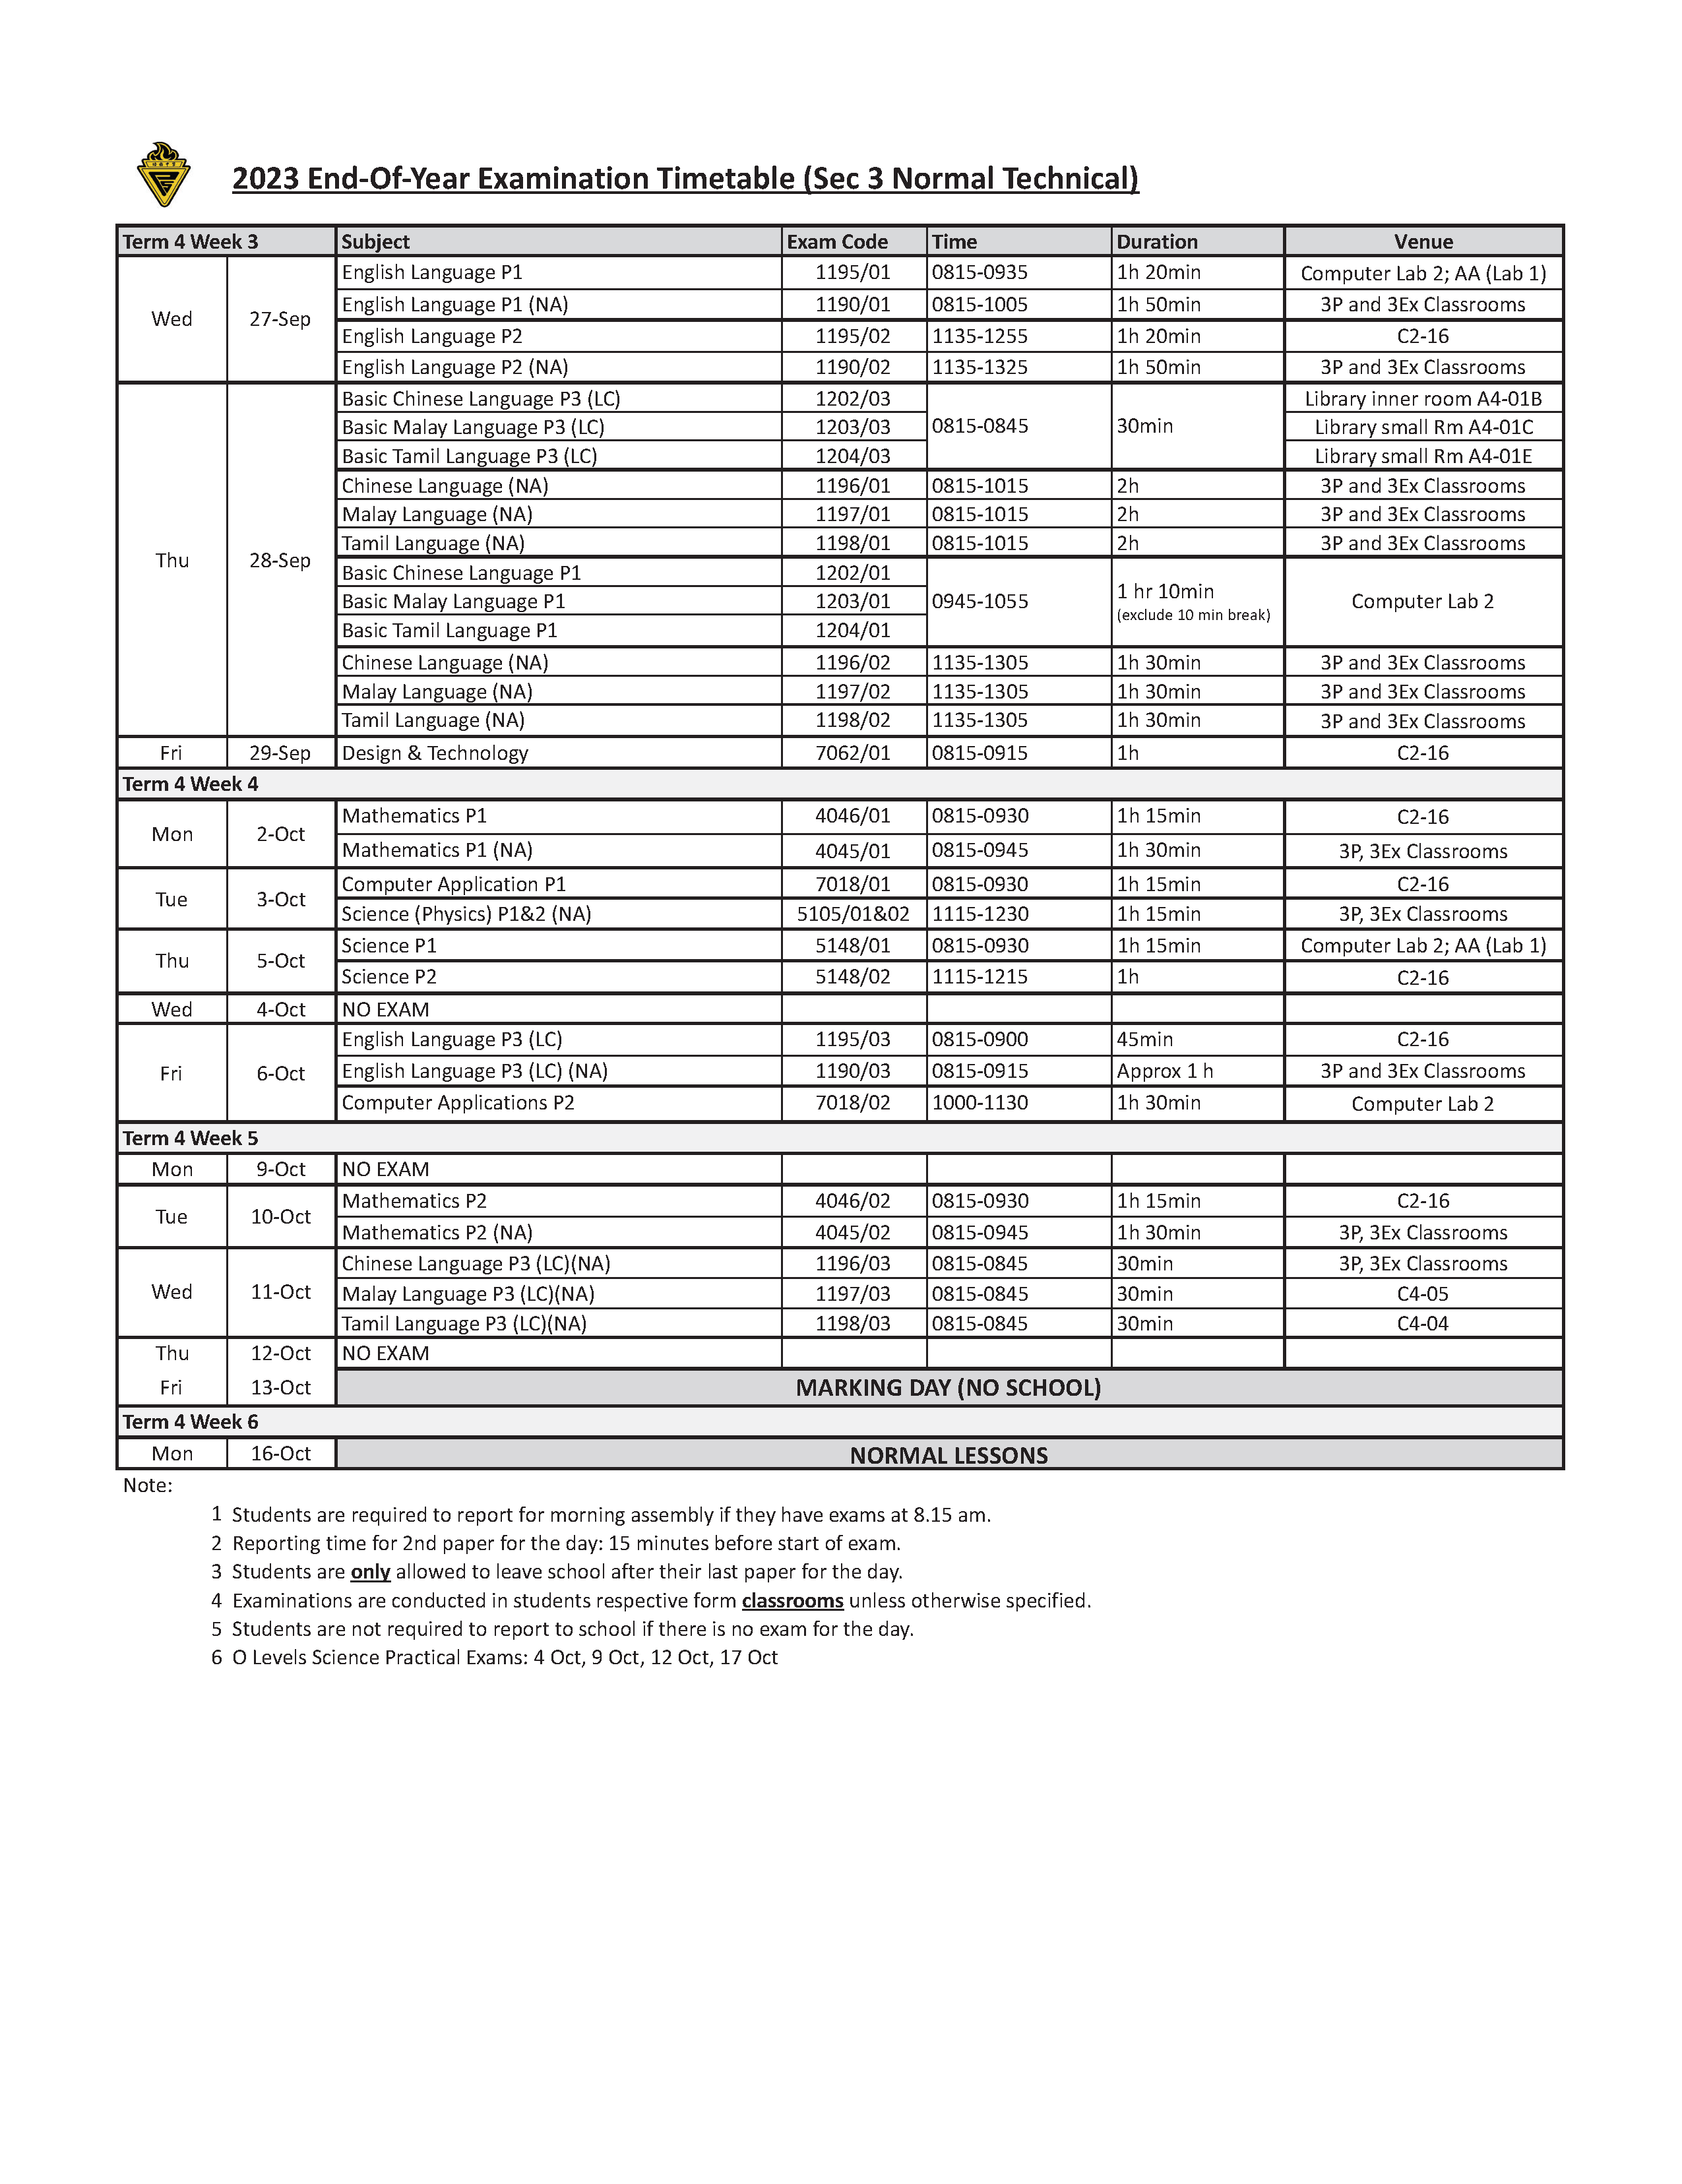 2023 End-Of-Year Examination Timetable (Sec 3 Normal Technical)
Term 4 Week 3 Subject Exam Code Time Duration Venue
Wed 27-Sep English Language P1 1195/01 0815-0935 1h 20min Computer Lab 2; AA (Lab 1)
English Language P1 (NA) 1190/01 0815-1005 1h 50min 3P and 3Ex Classrooms
English Language P2 1195/02 1135-1255 1h 20min C2-16
English Language P2 (NA) 1190/02 1135-1325 1h 50min 3P and 3Ex Classrooms
Thu 28-Sep Basic Chinese Language P3 (LC) 1202/03 0815-0845 30min Library inner room A4-01B
Basic Malay Language P3 (LC) 1203/03 Library small Rm A4-01C
Basic Tamil Language P3 (LC) 1204/03 Library small Rm A4-01E
Chinese Language (NA) 1196/01 0815-1015 2h 3P and 3Ex Classrooms
Malay Language (NA) 1197/01 0815-1015 2h 3P and 3Ex Classrooms
Tamil Language (NA) 1198/01 0815-1015 2h 3P and 3Ex Classrooms
Basic Chinese Language P1 1202/01 0945-1055 1 hr 10min (exclude 10 min break) Computer Lab 2
Basic Malay Language P1 1203/01
Basic Tamil Language P1 1204/01
Chinese Language (NA) 1196/02 1135-1305 1h 30min 3P and 3Ex Classrooms
Malay Language (NA) 1197/02 1135-1305 1h 30min 3P and 3Ex Classrooms
Tamil Language (NA) 1198/02 1135-1305 1h 30min 3P and 3Ex Classrooms
Fri 29-Sep Design & Technology 7062/01 0815-0915 1h C2-16
Term 4 Week 4
Mon 2-Oct Mathematics P1 4046/01 0815-0930 1h 15min C2-16
Mathematics P1 (NA) 4045/01 0815-0945 1h 30min 3P, 3Ex Classrooms
Tue 3-Oct Computer Application P1 7018/01 0815-0930 1h 15min C2-16
Science (Physics) P1&2 (NA) 5105/01&02 1115-1230 1h 15min 3P, 3Ex Classrooms
Thu 5-Oct Science P1 5148/01 0815-0930 1h 15min Computer Lab 2; AA (Lab 1)
Science P2 5148/02 1115-1215 1h C2-16
Wed 4-Oct NO EXAM
Fri 6-Oct English Language P3 (LC) 1195/03 0815-0900 45min C2-16
English Language P3 (LC) (NA) 1190/03 0815-0915 Approx 1 h 3P and 3Ex Classrooms
Computer Applications P2 7018/02 1000-1130 1h 30min Computer Lab 2
Term 4 Week 5
Mon 9-Oct NO EXAM
Tue 10-Oct Mathematics P2 4046/02 0815-0930 1h 15min C2-16
Mathematics P2 (NA) 4045/02 0815-0945 1h 30min 3P, 3Ex Classrooms
Wed 11-Oct Chinese Language P3 (LC)(NA) 1196/03 0815-0845 30min 3P, 3Ex Classrooms
Malay Language P3 (LC)(NA) 1197/03 0815-0845 30min C4-05
Tamil Language P3 (LC)(NA) 1198/03 0815-0845 30min C4-04
Thu 12-Oct NO EXAM
Fri 13-Oct MARKING DAY (NO SCHOOL)
Term 4 Week 6
Mon 16-Oct NORMAL LESSONS
Note:
1 Students are required to report for morning assembly if they have exams at 8.15 am.
2 Reporting time for 2nd paper for the day: 15 minutes before start of exam.
3 Students are only allowed to leave school after their last paper for the day.
4 Examinations are conducted in students respective form classrooms unless otherwise specified.
5 Students are not required to report to school if there is no exam for the day.
6 O Levels Science Practical Exams: 4 Oct, 9 Oct, 12 Oct, 17 Oct